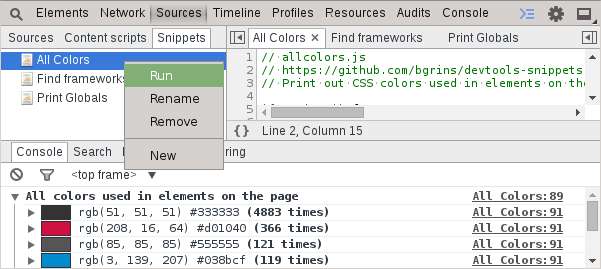 Elements Network Sources Timeline Profiles Resources Audits Console
Sources Content scripts Snippets
All Colors × Find frameworks Print Globals
All Colors
Find frameworks
Print Globals
Run
Rename
Remove
New
1 // allcolors.js
2 // https://github.com/bgrins/devtools-snippets
3 // Print out CSS colors used in elements on the
4
5
{} Line 2, Column 15
Console Search ring
<top frame> ▼
▼ All colors used in elements on the page All Colors:89
▶ rgb(51, 51, 51) #333333 (4883 times) All Colors:91
▶ rgb(208, 16, 64) #d01040 (366 times) All Colors:91
▶ rgb(85, 85, 85) #555555 (121 times) All Colors:91
▶ rgb(3, 139, 207) #038bcf (119 times) All Colors:91